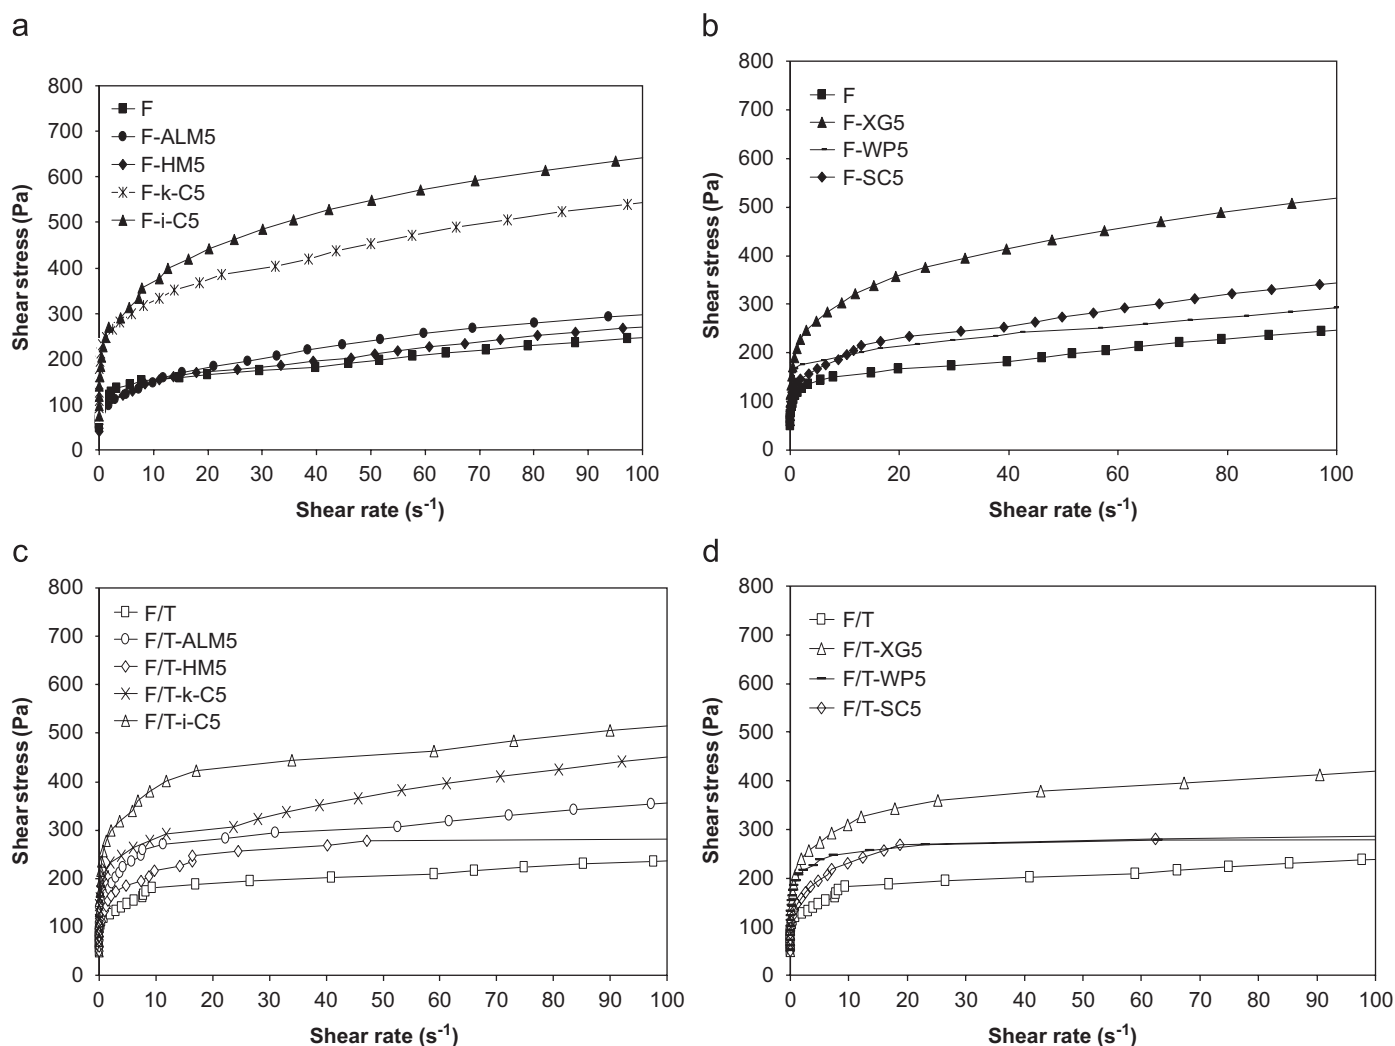 a
800
700
600
500
400
300
200
100
0
Shear stress (Pa)
F
F-ALM5
F-HM5
F-k-C5
F-i-C5
0 10 20 30 40 50 60 70 80 90 100
Shear rate (s⁻¹)
b
800
700
600
500
400
300
200
100
0
Shear stress (Pa)
F
F-XG5
F-WP5
F-SC5
0 20 40 60 80 100
Shear rate (s⁻¹)
c
800
700
600
500
400
300
200
100
0
Shear stress (Pa)
F/T
F/T-ALM5
F/T-HM5
F/T-k-C5
F/T-i-C5
0 10 20 30 40 50 60 70 80 90 100
Shear rate (s⁻¹)
d
800
700
600
500
400
300
200
100
0
Shear stress (Pa)
F/T
F/T-XG5
F/T-WP5
F/T-SC5
0 10 20 30 40 50 60 70 80 90 100
Shear rate (s⁻¹)